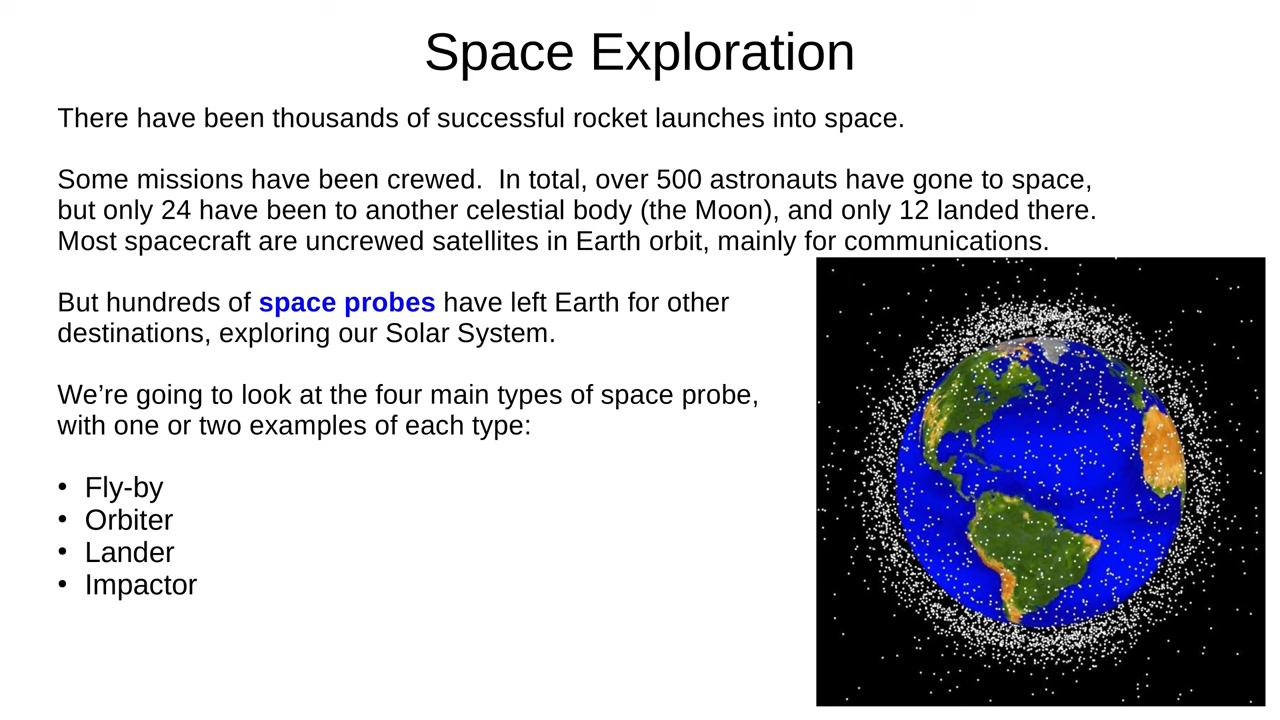 Space Exploration
There have been thousands of successful rocket launches into space.
Some missions have been crewed.  In total, over 500 astronauts have gone to space,
but only 24 have been to another celestial body (the Moon), and only 12 landed there.
Most spacecraft are uncrewed satellites in Earth orbit, mainly for communications.
But hundreds of space probes have left Earth for other
destinations, exploring our Solar System.
We’re going to look at the four main types of space probe,
with one or two examples of each type:
• Fly-by
• Orbiter
• Lander
• Impactor